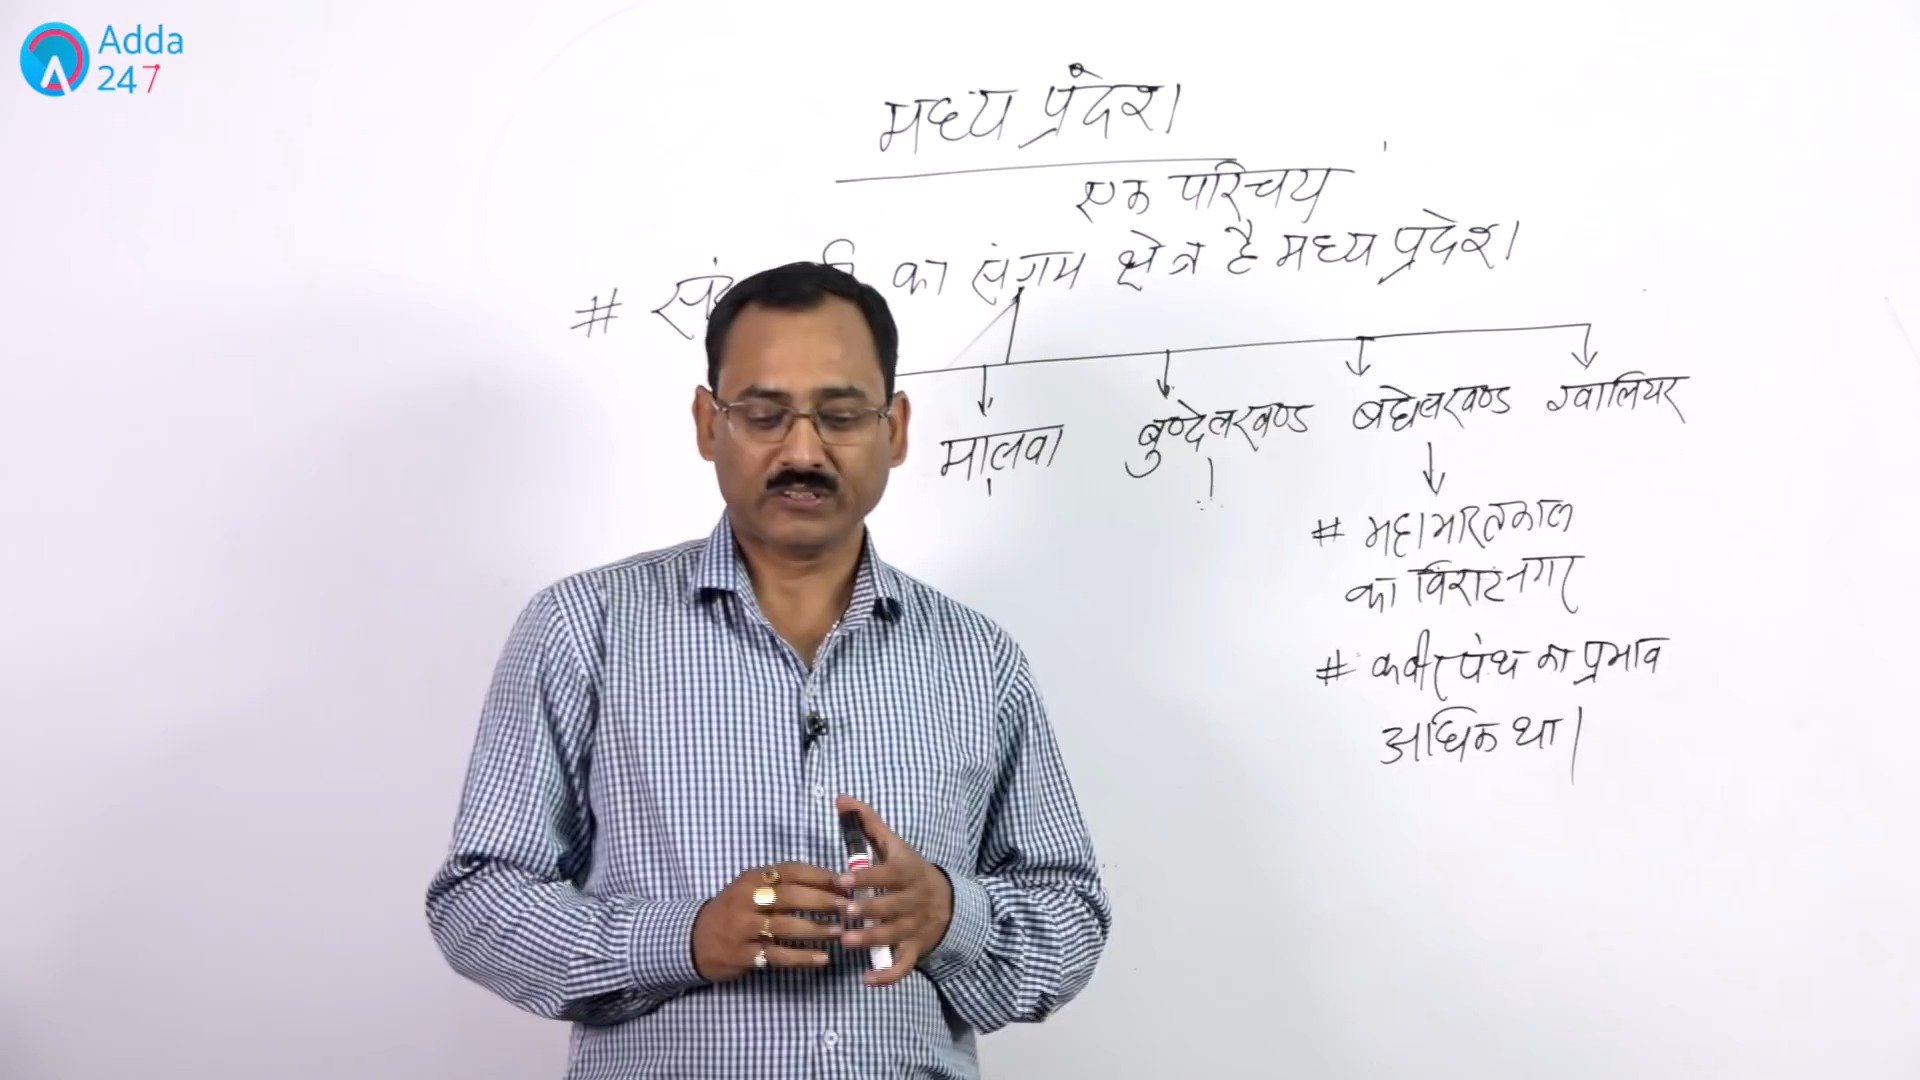 Adda
247
मध्य प्रदेश
एक परिचय
# का संगम क्षेत्र है मध्य प्रदेश।
मालवा बुण्देलखण्ड बघेलखण्ड ग्वालियर
# महाभारतकाल
का विराटनगर
# कबीरपंथ का प्रभाव
अधिक था।